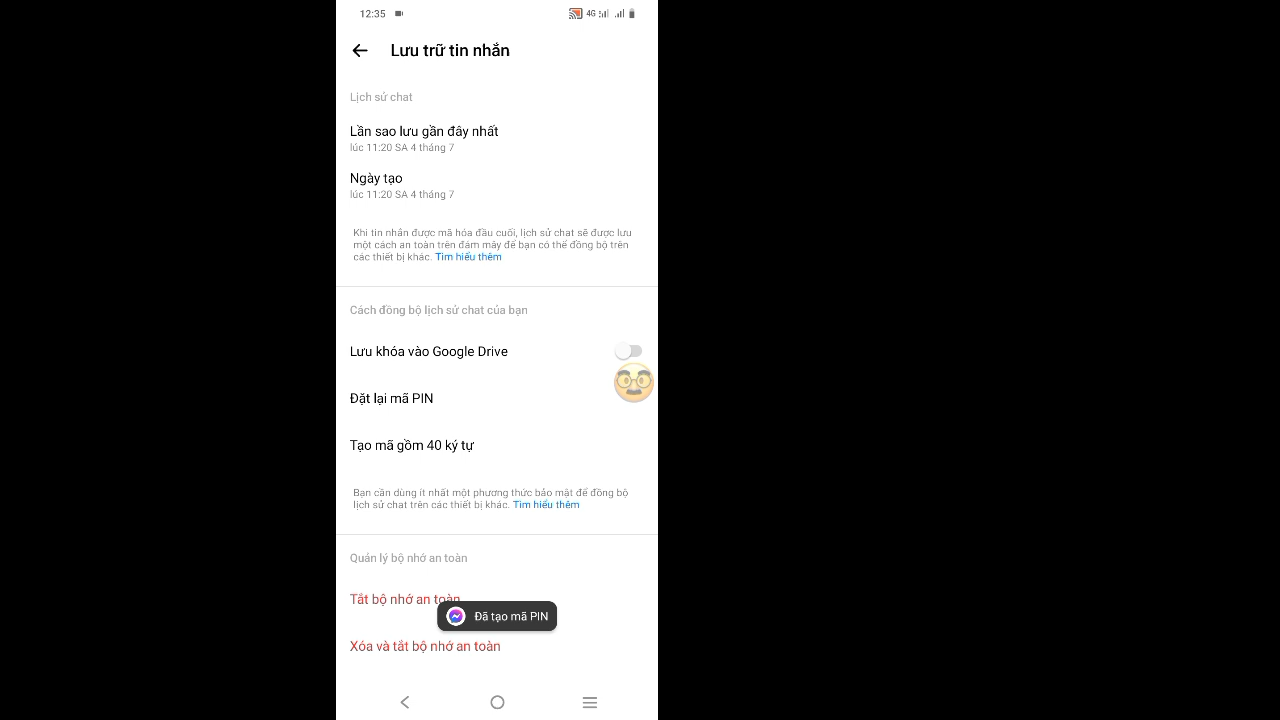 12:35
4G
Lưu trữ tin nhắn
Lịch sử chat
Lần sao lưu gần đây nhất
lúc 11:20 SA 4 tháng 7
Ngày tạo
lúc 11:20 SA 4 tháng 7
Khi tin nhắn được mã hóa đầu cuối, lịch sử chat sẽ được lưu
một cách an toàn trên đám mây để bạn có thể đồng bộ trên
các thiết bị khác. Tìm hiểu thêm
Cách đồng bộ lịch sử chat của bạn
Lưu khóa vào Google Drive
Đặt lại mã PIN
Tạo mã gồm 40 ký tự
Bạn cần dùng ít nhất một phương thức bảo mật để đồng bộ
lịch sử chat trên các thiết bị khác. Tìm hiểu thêm
Quản lý bộ nhớ an toàn
Tắt bộ nhớ an toàn
Đã tạo mã PIN
Xóa và tắt bộ nhớ an toàn